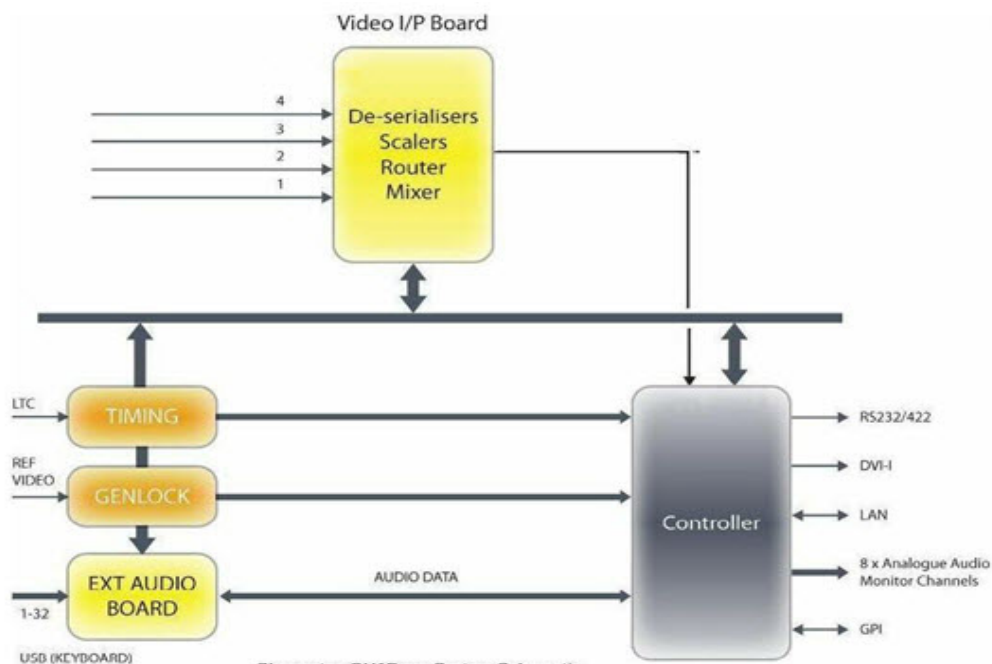 Video I/P Board
4
3
2
1
De-serialisers
Scalers
Router
Mixer
LTC
TIMING
REF
VIDEO
GENLOCK
EXT AUDIO
BOARD
1-32
USB (KEYBOARD)
AUDIO DATA
Controller
RS232/422
DVI-I
LAN
8 x Analogue Audio
Monitor Channels
GPI